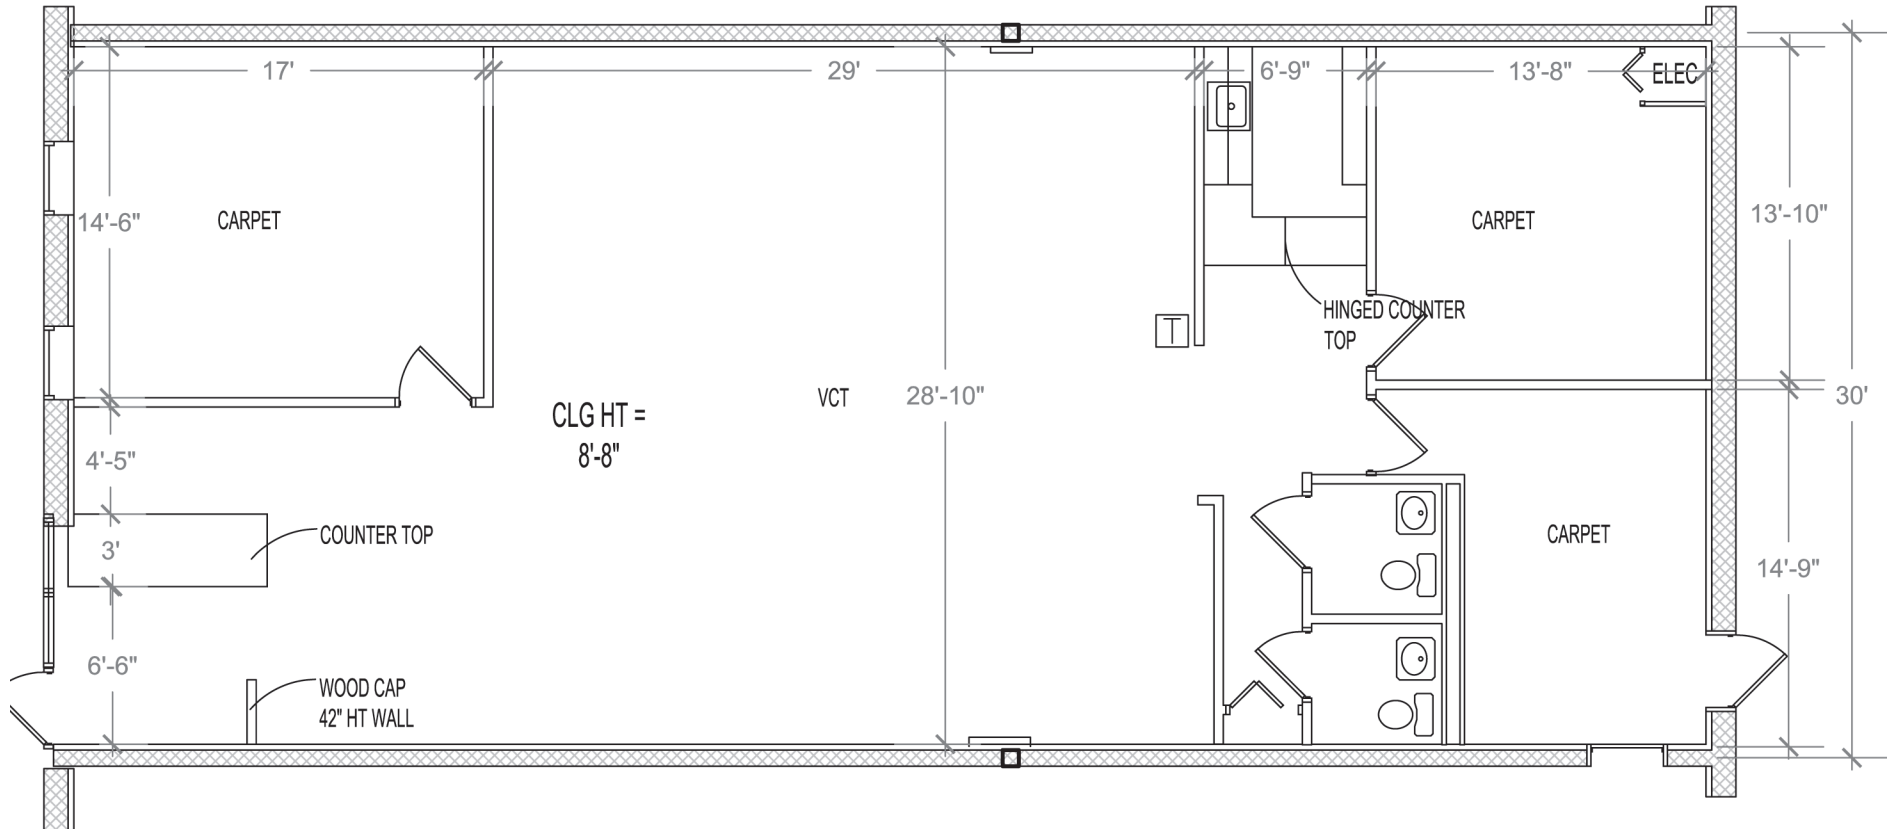 17'
29'
6'-9"
13'-8"
ELEC
14'-6"
CARPET
CARPET
13'-10"
HINGED COUNTER
TOP
T
VCT
28'-10"
30'
CLG HT =
8'-8"
4'-5"
COUNTER TOP
3'
CARPET
14'-9"
6'-6"
WOOD CAP
42" HT WALL